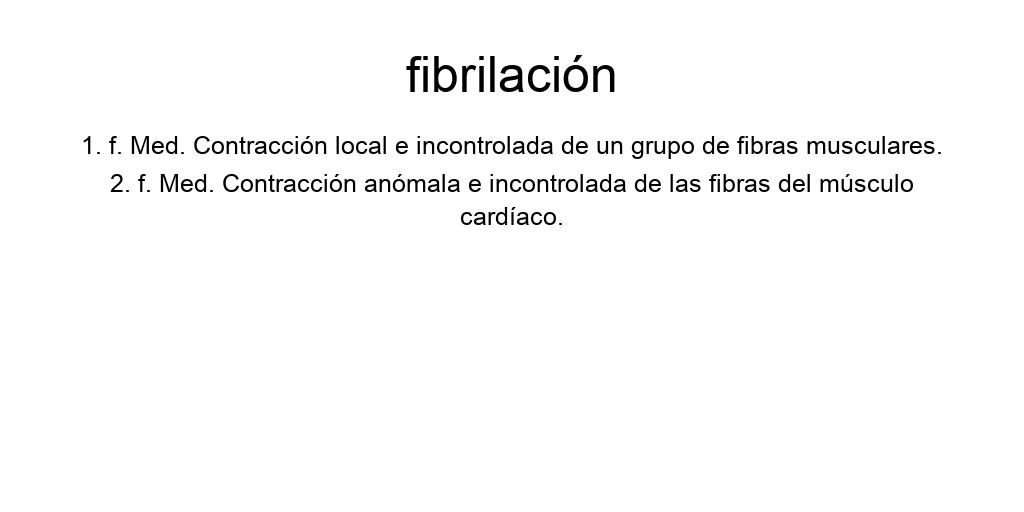 fibrilación
1. f. Med. Contracción local e incontrolada de un grupo de fibras musculares.
2. f. Med. Contracción anómala e incontrolada de las fibras del músculo
cardíaco.